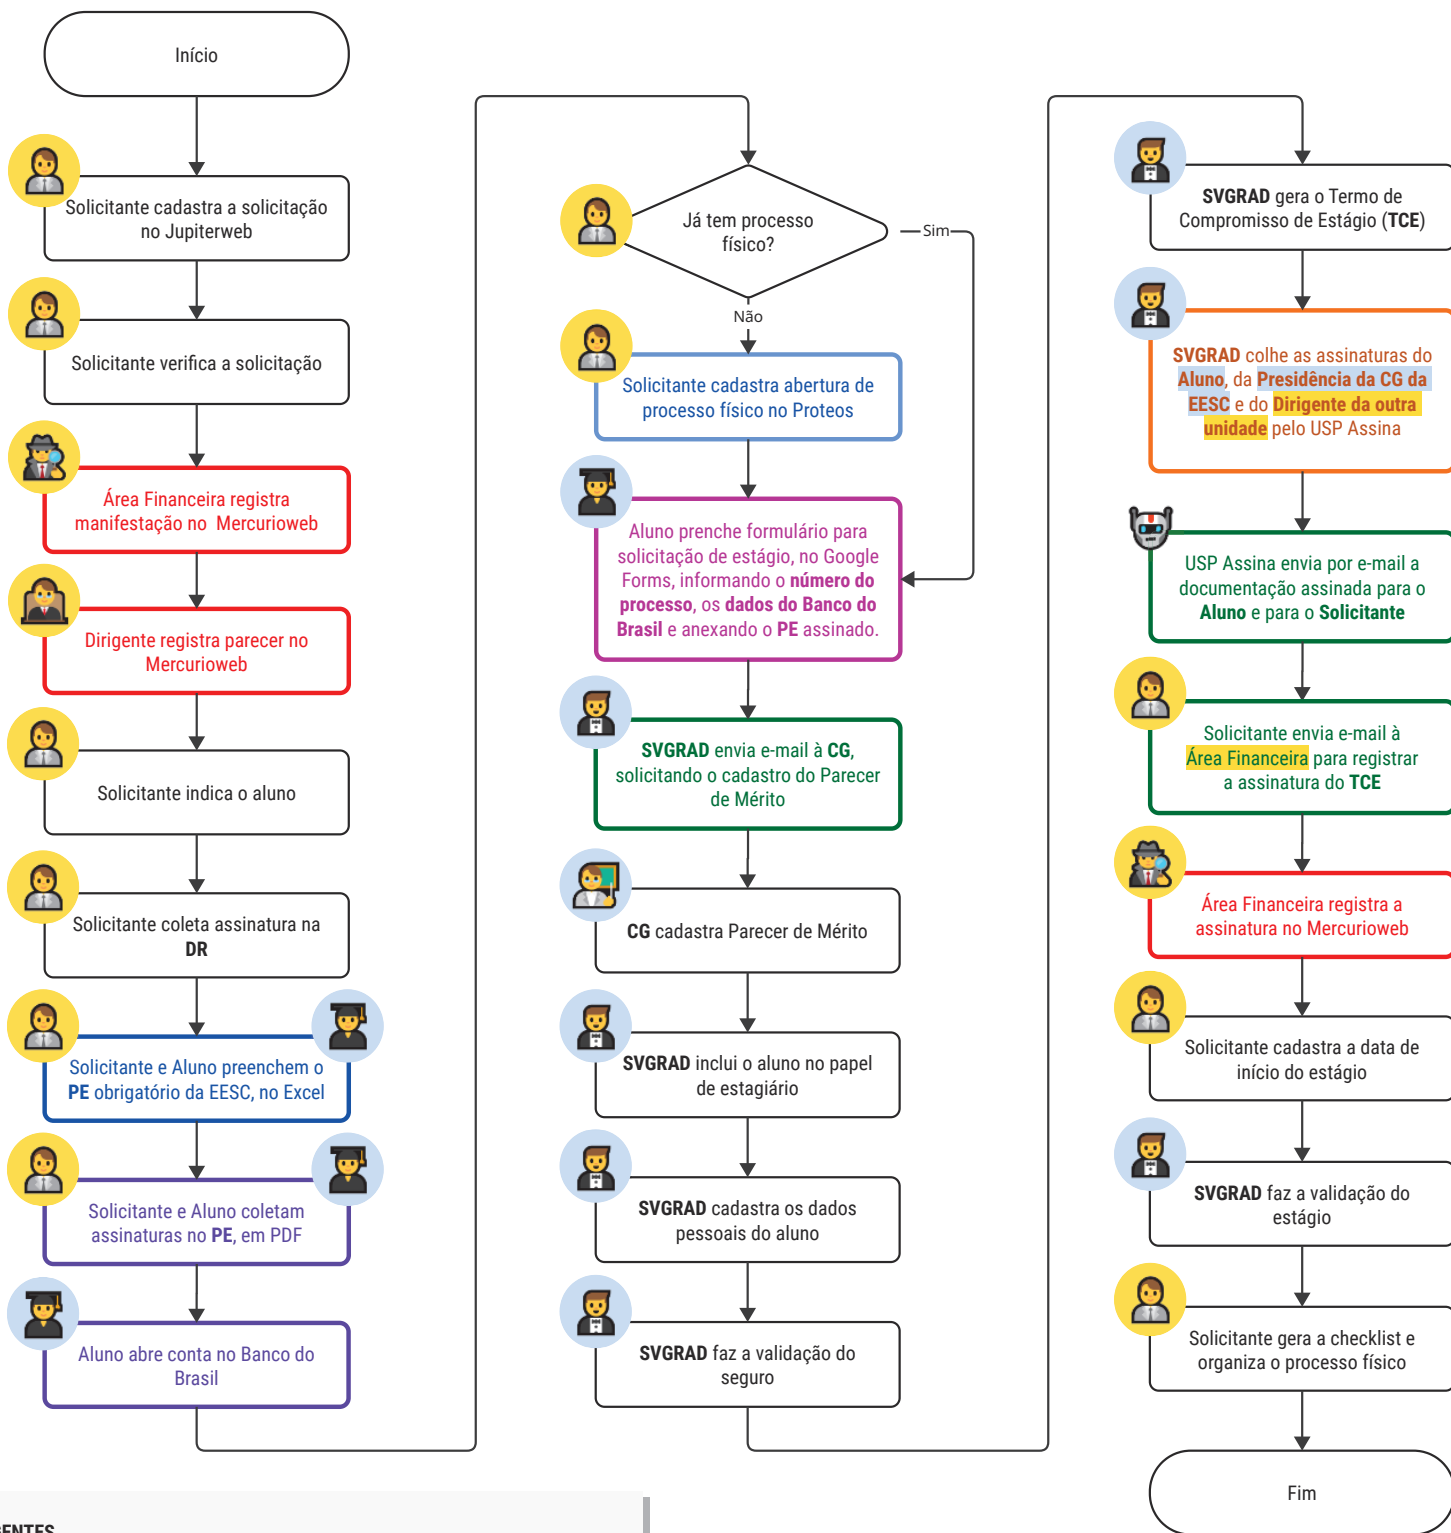 Início
Solicitante cadastra a solicitação
no Jupiterweb
Solicitante verifica a solicitação
Área Financeira registra
manifestação no Mercurioweb
Dirigente registra parecer no
Mercurioweb
Solicitante indica o aluno
Solicitante coleta assinatura na
DR
Solicitante e Aluno preenchem o
PE obrigatório da EESC, no Excel
Solicitante e Aluno coletam
assinaturas no PE, em PDF
Aluno abre conta no Banco do
Brasil
Já tem processo
físico?
Sim
Não
Solicitante cadastra abertura de
processo físico no Proteos
Aluno prenche formulário para
solicitação de estágio, no Google
Forms, informando o número do
processo, os dados do Banco do
Brasil e anexando o PE assinado.
SVGRAD envia e-mail à CG,
solicitando o cadastro do Parecer
de Mérito
CG cadastra Parecer de Mérito
SVGRAD inclui o aluno no papel
de estagiário
SVGRAD cadastra os dados
pessoais do aluno
SVGRAD faz a validação do
seguro
SVGRAD gera o Termo de
Compromisso de Estágio (TCE)
SVGRAD colhe as assinaturas do
Aluno, da Presidência da CG da
EESC e do Dirigente da outra
unidade pelo USP Assina
USP Assina envia por e-mail a
documentação assinada para o
Aluno e para o Solicitante
Solicitante envia e-mail à
Área Financeira para registrar
a assinatura do TCE
Área Financeira registra a
assinatura no Mercurioweb
Solicitante cadastra a data de
início do estágio
SVGRAD faz a validação do
estágio
Solicitante gera a checklist e
organiza o processo físico
Fim